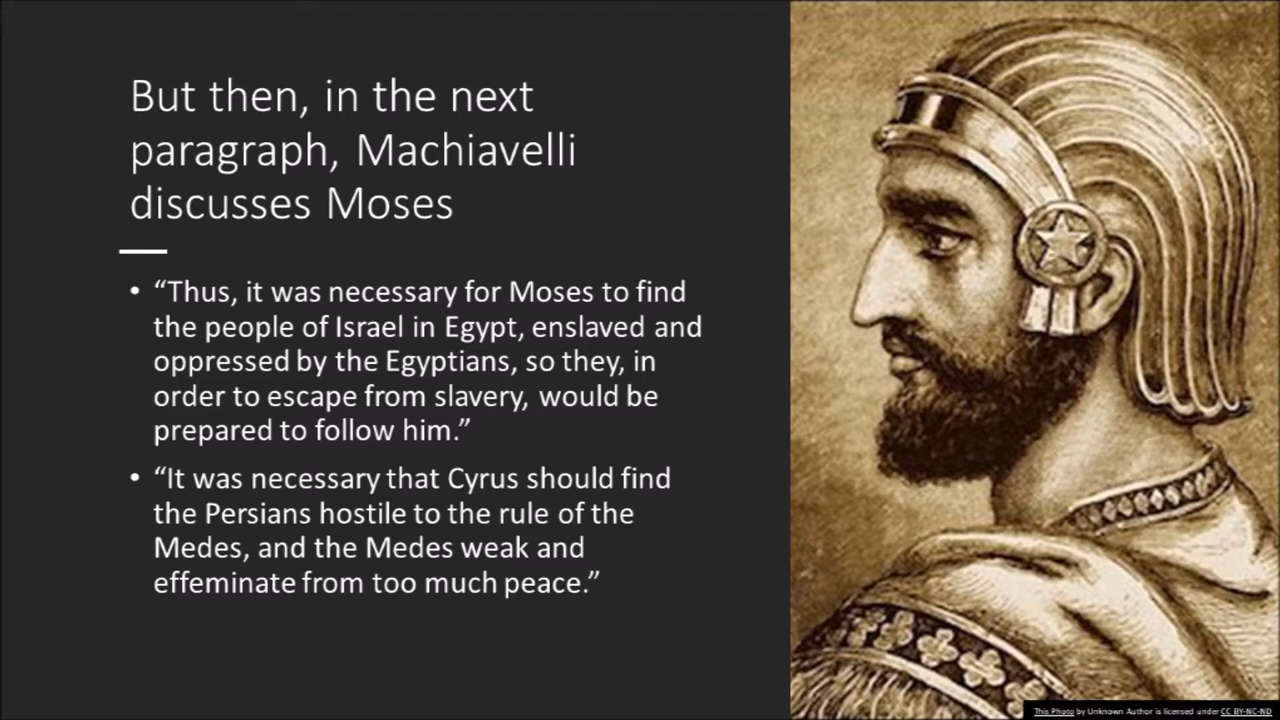 But then, in the next
paragraph, Machiavelli
discusses Moses
• “Thus, it was necessary for Moses to find
the people of Israel in Egypt, enslaved and
oppressed by the Egyptians, so they, in
order to escape from slavery, would be
prepared to follow him.”
• “It was necessary that Cyrus should find
the Persians hostile to the rule of the
Medes, and the Medes weak and
effeminate from too much peace.”
This Photo by Unknown Author is licensed under CC BY-NC-ND